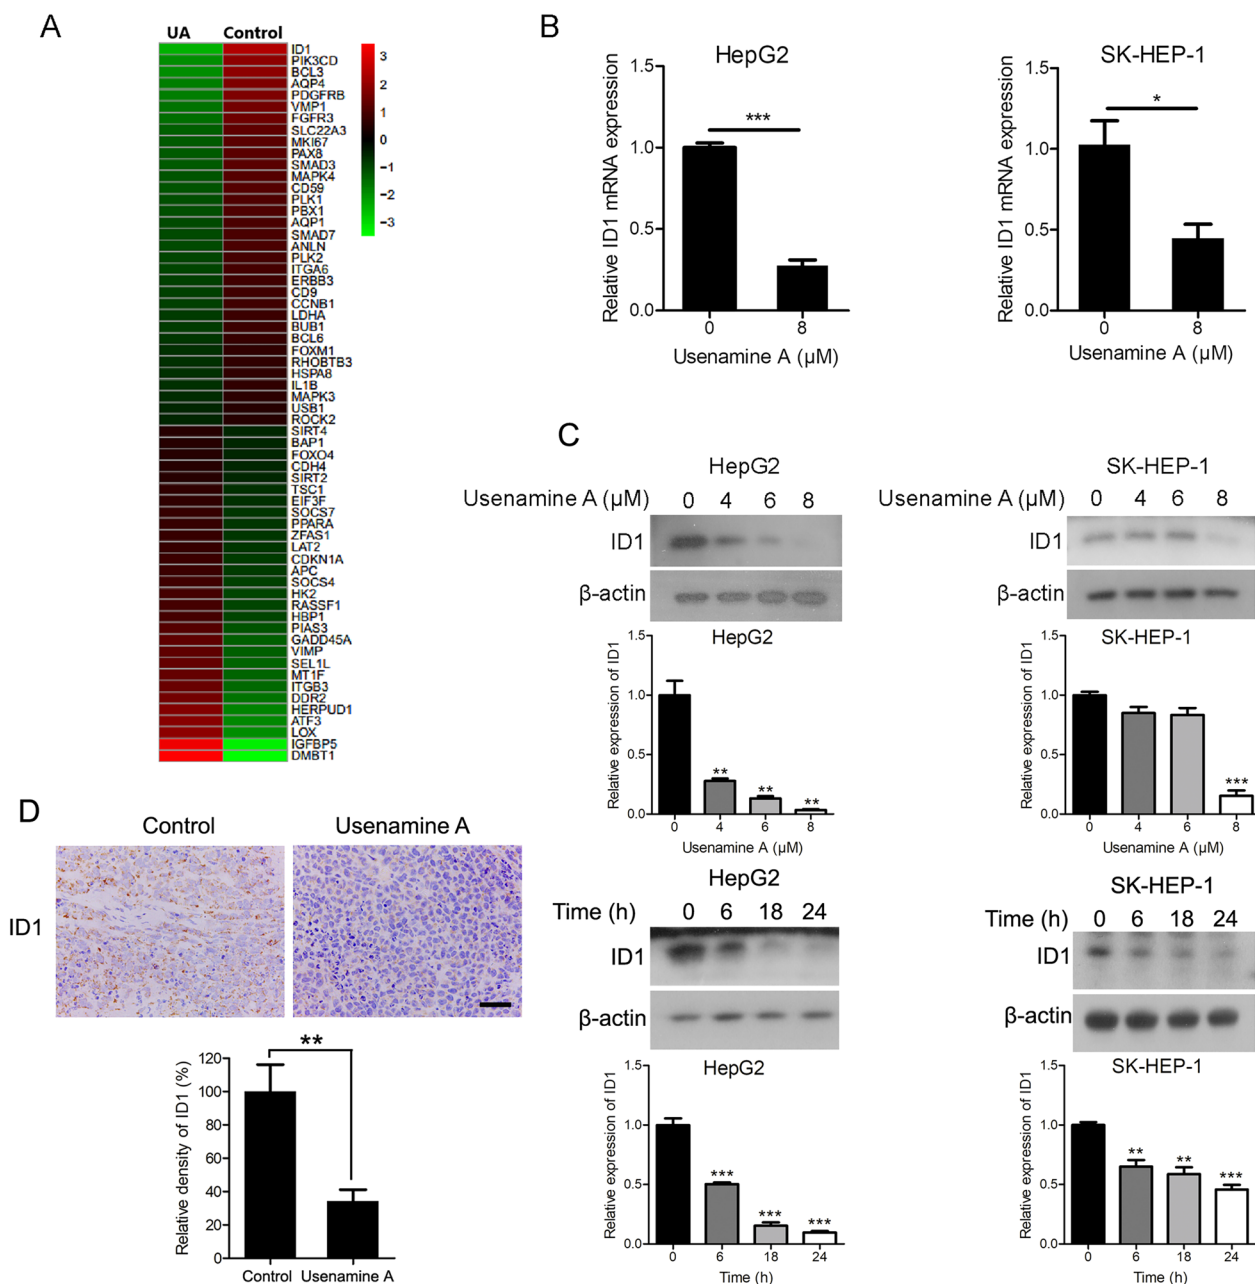 A
UA Control
ID1
PIK3CD
BCL3
AQP4
PDGFRB
VMP1
FGFR3
SLC22A3
MKI67
PAX8
SMAD3
MAPK4
CD59
PLK1
PBX1
AQP1
SMAD7
ANLN
PLK2
ITGA6
ERBB3
CD9
CCNB1
LDHA
BUB1
BCL6
FOXM1
RHOBTB3
HSPA8
IL1B
MAPK3
USB1
ROCK2
SIRT4
BAP1
FOXO4
CDH4
SIRT2
TSC1
EIF3F
SOCS7
PPARA
ZFAS1
LAT2
CDKN1A
APC
SOCS4
HK2
RASSF1
HBP1
PIAS3
GADD45A
VIMP
SEL1L
MT1F
ITGB3
DDR2
HERPUD1
ATF3
LOX
IGFBP5
DMBT1
3
2
1
0
−1
−2
−3
B
HepG2
Relative ID1 mRNA expression
1.5
1.0
0.5
0.0
***
0 8
Usenamine A (μM)
SK-HEP-1
Relative ID1 mRNA expression
1.5
1.0
0.5
0.0
*
0 8
Usenamine A (μM)
C
HepG2
Usenamine A (μM) 0 4 6 8
ID1
β-actin
HepG2
Relative expression of ID1
1.5
1.0
0.5
0.0
** ** **
0 4 6 8
Usenamine A (μM)
SK-HEP-1
Usenamine A (μM) 0 4 6 8
ID1
β-actin
SK-HEP-1
Relative expression of ID1
1.5
1.0
0.5
0.0
***
0 4 6 8
Usenamine A (μM)
HepG2
Time (h) 0 6 18 24
ID1
β-actin
HepG2
Relative expression of ID1
1.5
1.0
0.5
0.0
*** *** ***
0 6 18 24
Time (h)
SK-HEP-1
Time (h) 0 6 18 24
ID1
β-actin
SK-HEP-1
Relative expression of ID1
1.5
1.0
0.5
0.0
** ** ***
0 6 18 24
Time (h)
D
Control Usenamine A
ID1
Relative density of ID1 (%)
120
100
80
60
40
20
0
**
Control Usenamine A